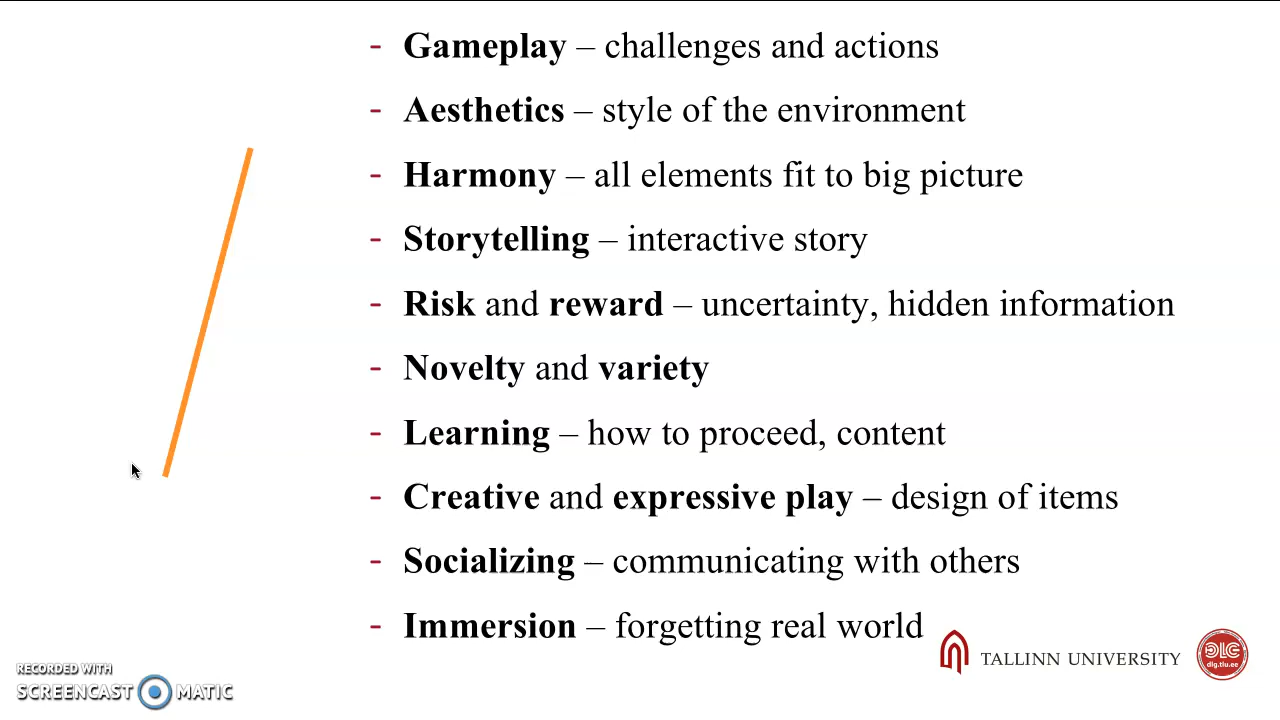 - Gameplay – challenges and actions
- Aesthetics – style of the environment
- Harmony – all elements fit to big picture
- Storytelling – interactive story
- Risk and reward – uncertainty, hidden information
- Novelty and variety
- Learning – how to proceed, content
- Creative and expressive play – design of items
- Socializing – communicating with others
- Immersion – forgetting real world
TALLINN UNIVERSITY
DLG
dlg.tlu.ee
RECORDED WITH
SCREENCAST MATIC